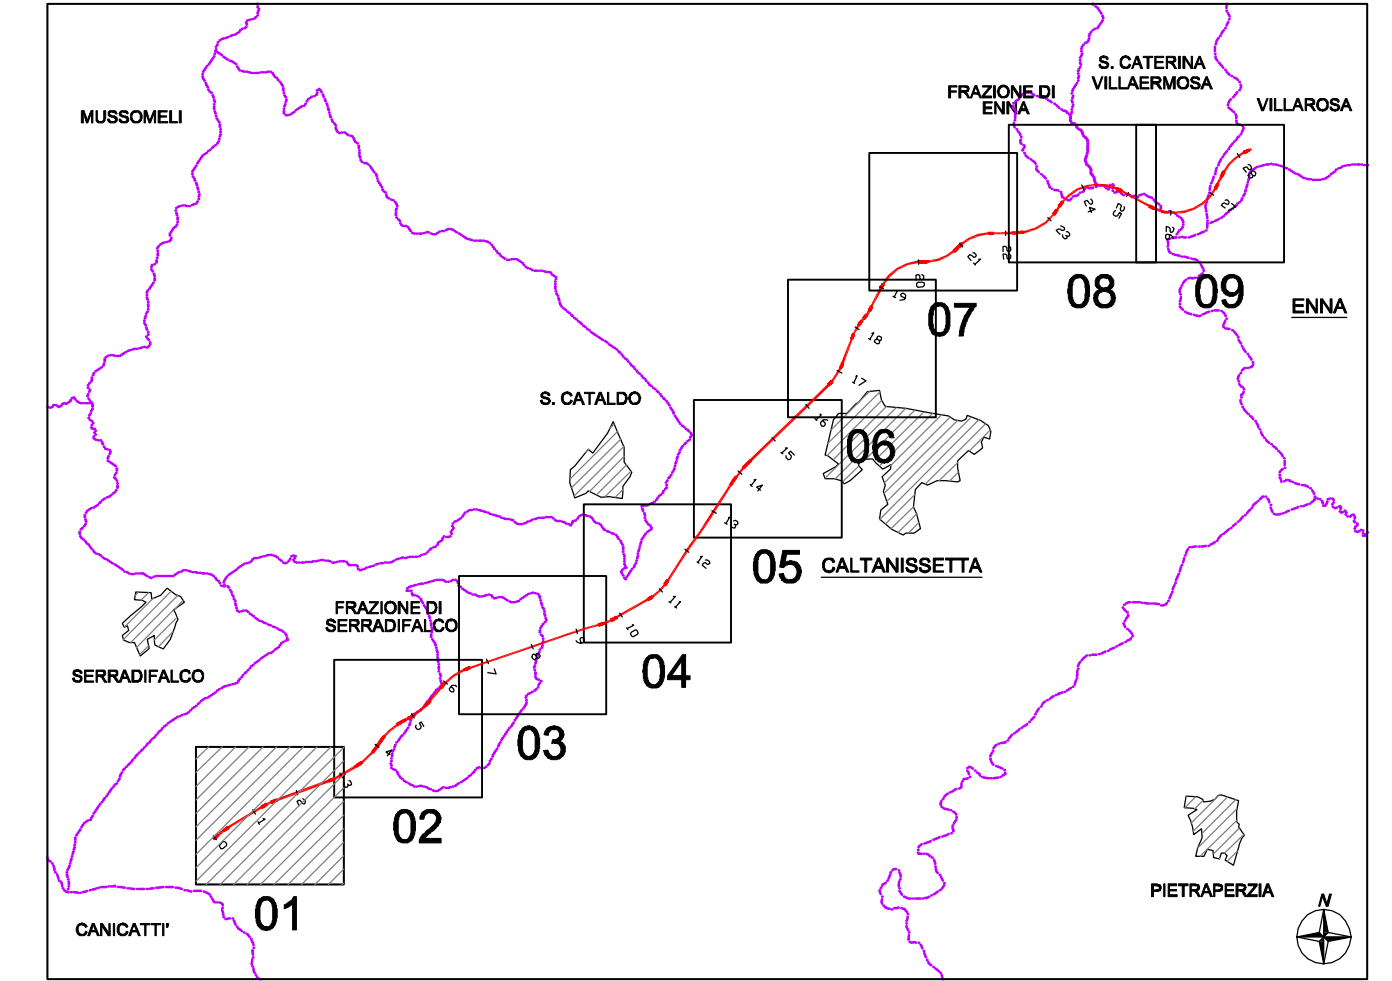 S. CATERINA
VILLAERMOSA
FRAZIONE DI
ENNA
VILLAROSA
MUSSOMELI
28
27
26
25
24
23
22
21
20
19
18
17
16
15
14
13
12
11
10
9
8
7
6
5
4
3
2
1
0
08
09
07
ENNA
S. CATALDO
06
05
CALTANISSETTA
FRAZIONE DI
SERRADIFALCO
04
SERRADIFALCO
03
02
01
PIETRAPERZIA
CANICATTI'
N